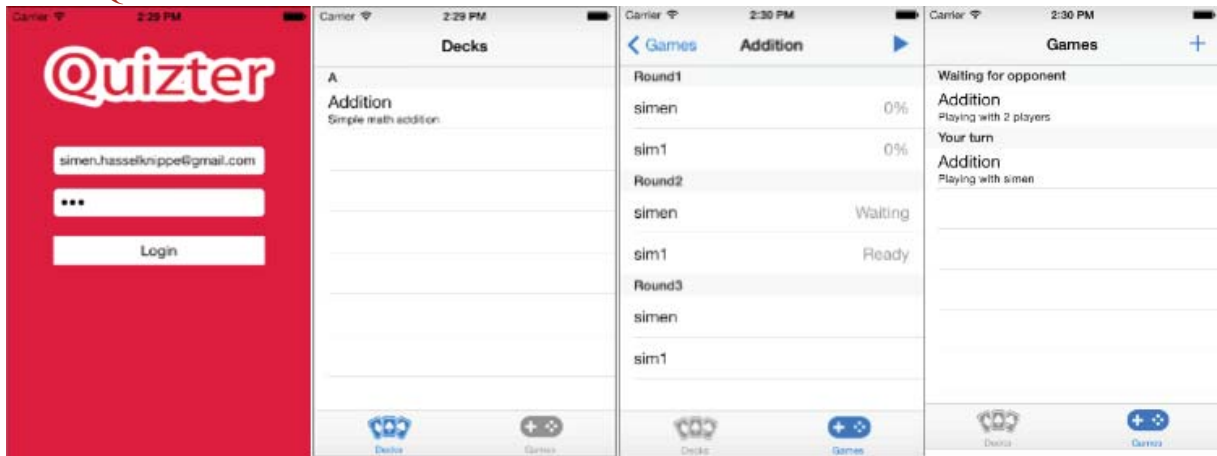 Carrier 2:29 PM
Quizter
simen.hasselknippe@gmail.com
•••
Login
Carrier 2:29 PM
Decks
A
Addition
Simple math addition
Decks Games
Carrier 2:30 PM
Games Addition
Round1
simen 0%
sim1 0%
Round2
simen Waiting
sim1 Ready
Round3
simen
sim1
Decks Games
Carrier 2:30 PM
Games +
Waiting for opponent
Addition
Playing with 2 players
Your turn
Addition
Playing with simen
Decks Games